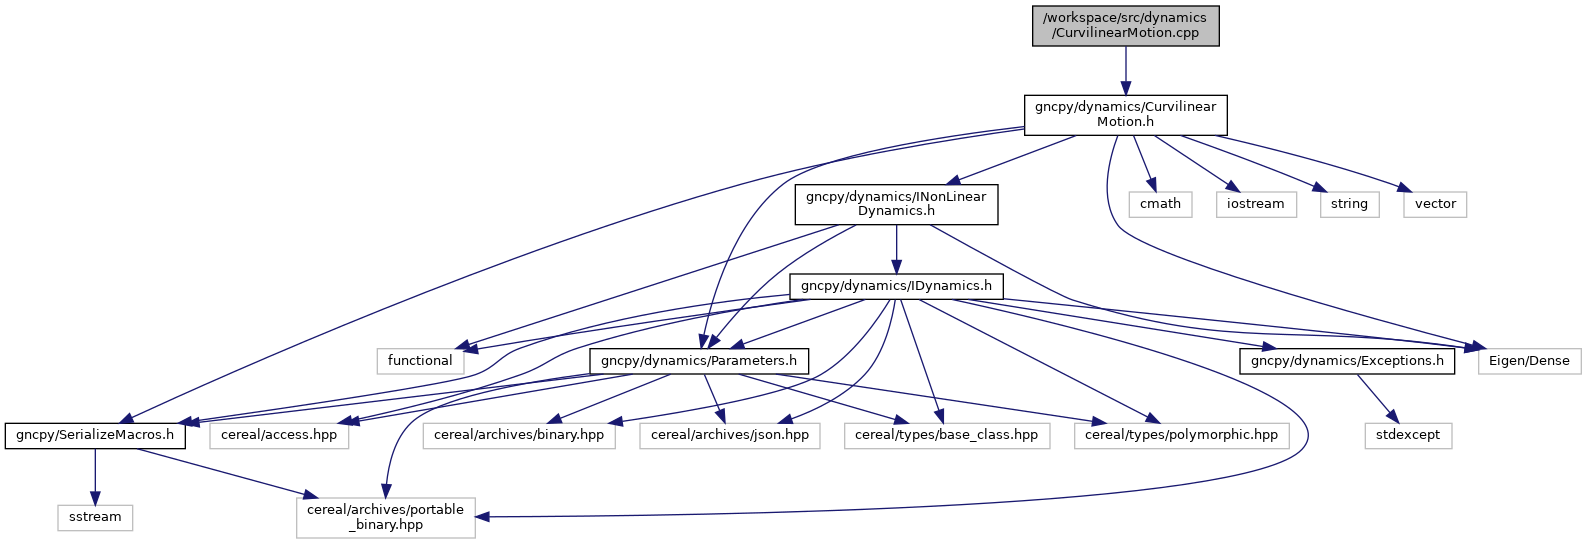 /workspace/src/dynamics
/CurvilinearMotion.cpp
gncpy/dynamics/Curvilinear
Motion.h
gncpy/dynamics/INonLinear
Dynamics.h
cmath
iostream
string
vector
gncpy/dynamics/IDynamics.h
functional
gncpy/dynamics/Parameters.h
gncpy/dynamics/Exceptions.h
Eigen/Dense
gncpy/SerializeMacros.h
cereal/access.hpp
cereal/archives/binary.hpp
cereal/archives/json.hpp
cereal/types/base_class.hpp
cereal/types/polymorphic.hpp
stdexcept
sstream
cereal/archives/portable
_binary.hpp